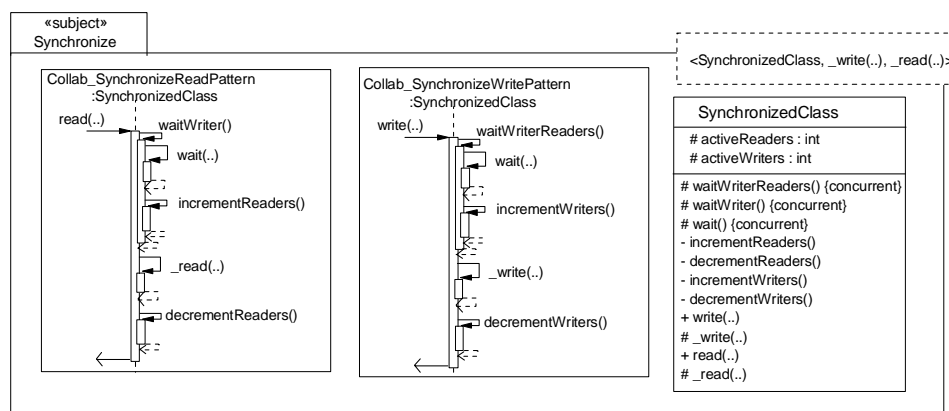 «subject»
Synchronize
<SynchronizedClass, _write(..), _read(..)>
Collab_SynchronizeReadPattern
:SynchronizedClass
read(..)
waitWriter()
wait(..)
incrementReaders()
_read(..)
decrementReaders()
Collab_SynchronizeWritePattern
:SynchronizedClass
write(..)
waitWriterReaders()
wait(..)
incrementWriters()
_write(..)
decrementWriters()
SynchronizedClass
# activeReaders : int
# activeWriters : int
# waitWriterReaders() {concurrent}
# waitWriter() {concurrent}
# wait() {concurrent}
- incrementReaders()
- decrementReaders()
- incrementWriters()
- decrementWriters()
+ write(..)
# _write(..)
+ read(..)
# _read(..)